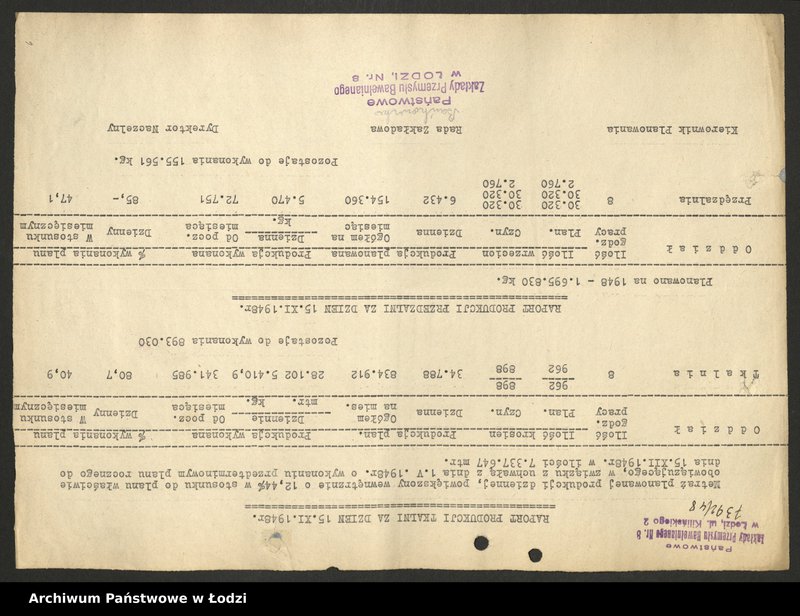 Państwowe
Zakłady Przemysłu Bawełnianego Nr. 8
w Łodzi, ul. Kilińskiego 2
7392/48
RAPORT PRODUKCJI TKALNI ZA DZIEN 15.XI.1948r.
Metraż planowanej produkcji dziennej, powiększony wewnętrznie o 12,44% w stosunku do planu właściwie
obowiązującego, w związku z uchwałą z dnia 1.V .1948r. o wykonaniu przedterminowym planu rocznego do
dnia 15.XII.1948r. w ilości 7.337.647 mtr.
O d d z i a ł Ilość godz. pracy Ilość krosien Plan. Czyn. Produkcja plan. Dzienna Ogółem na mies. Produkcja wykonana Dziennie mtr. kg. Od pocz. miesiąca % wykonania planu Dzienny W stosunku miesięcznym
T k a l n i a 8 962 962 898 898 34.788 834.912 28.102 5.410,9 341.985 80,7 40,9
Pozostaje do wykonania 893.030
RAPORT PRODUKCJI PRZEDZALNI ZA DZIEN 15.XI.1948r.
Planowano na 1948 - 1.695.830 kg.
O d d z i a ł Ilość godz. pracy Ilość wrzecion Plan. Czyn. Produkcja planowana Dzienna Ogółem na miesiąc Produkcja wykonana Dzienna kg. Od pocz. miesiąca % wykonania planu Dzienny W stosunku miesięcznym
Przędzalnia 8 30.320 30.320 2.760 30.320 30.320 2.760 6.432 154.360 5.470 72.751 85,- 47,1
Pozostaje do wykonania 155.561 kg.
Kierownik Planowania Rada Zakładowa Dyrektor Naczelny
Państwowe
Zakłady Przemysłu Bawełnianego
w ŁODZI, Nr. 8
Archiwum Państwowe w Łodzi